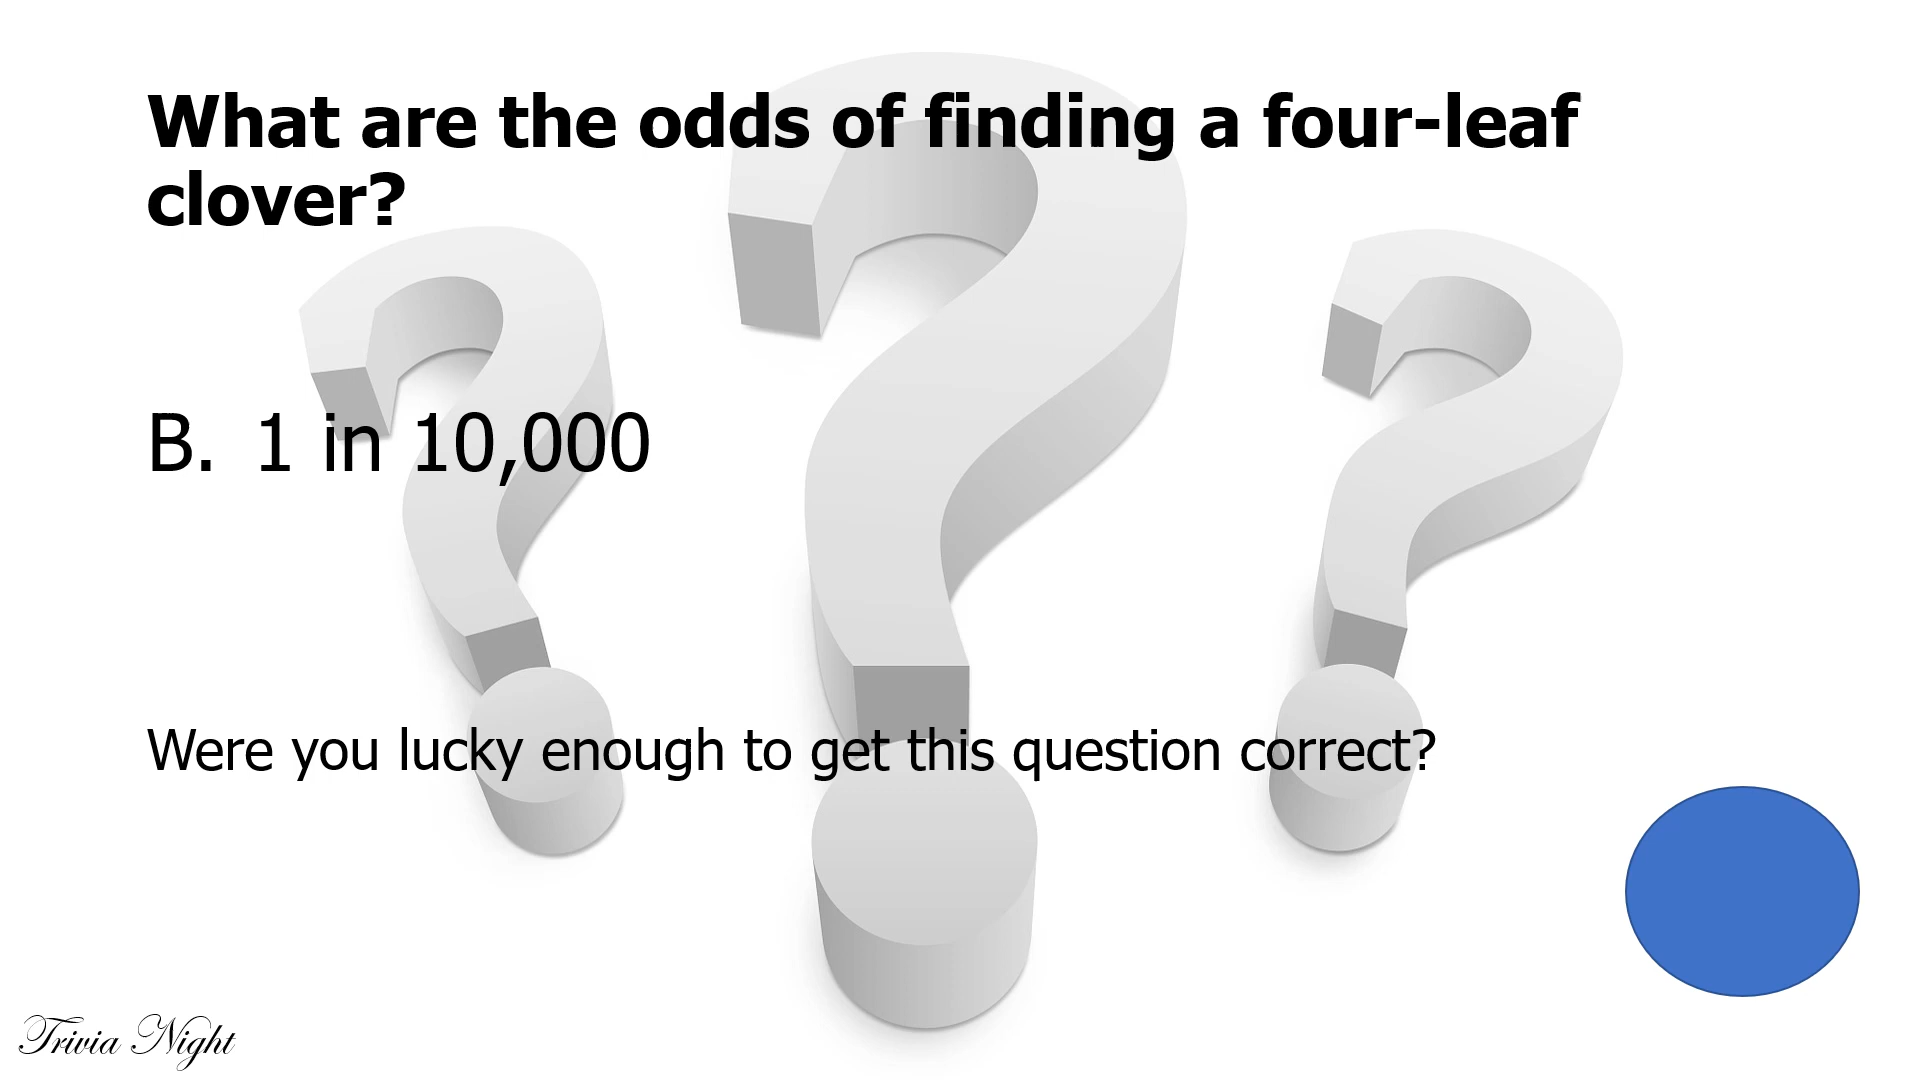 What are the odds of finding a four-leaf
clover?
B. 1 in 10,000
Were you lucky enough to get this question correct?
Trivia Night